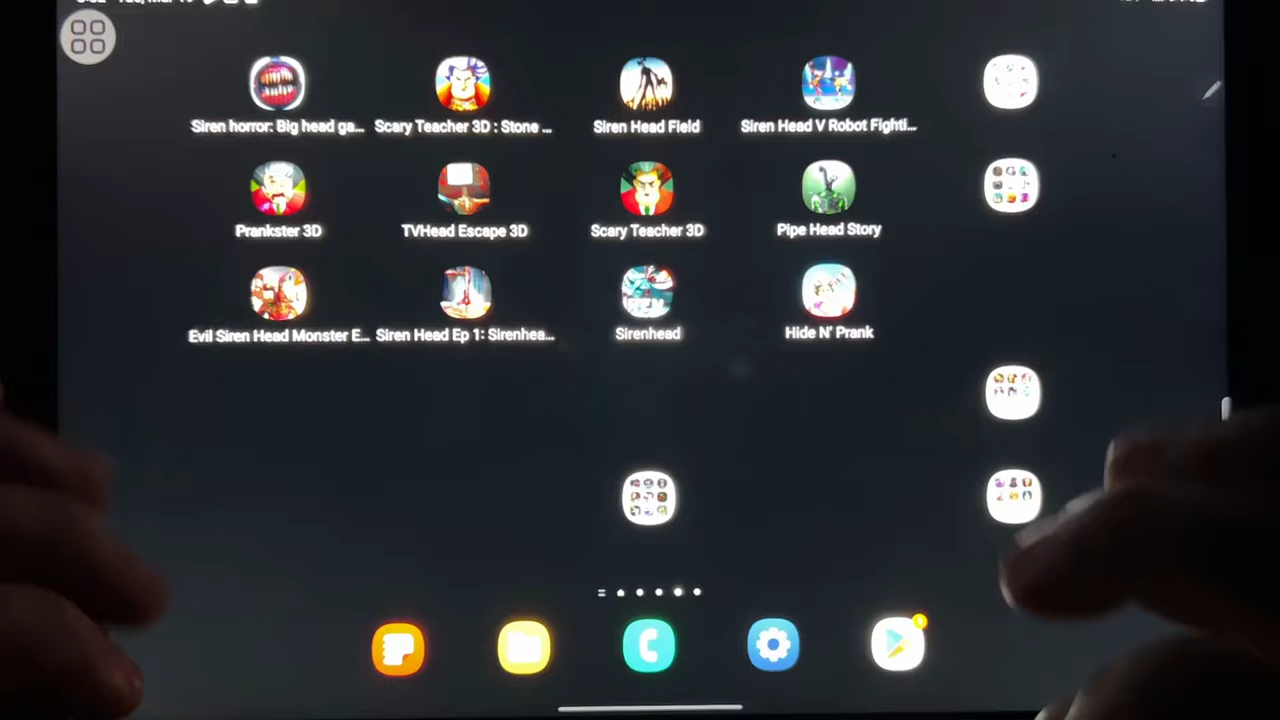 Siren horror: Big head ga...
Scary Teacher 3D : Stone ...
Siren Head Field
Siren Head V Robot Fighti...
Prankster 3D
TVHead Escape 3D
Scary Teacher 3D
Pipe Head Story
Evil Siren Head Monster E...
Siren Head Ep 1: Sirenhea...
Sirenhead
Hide N' Prank